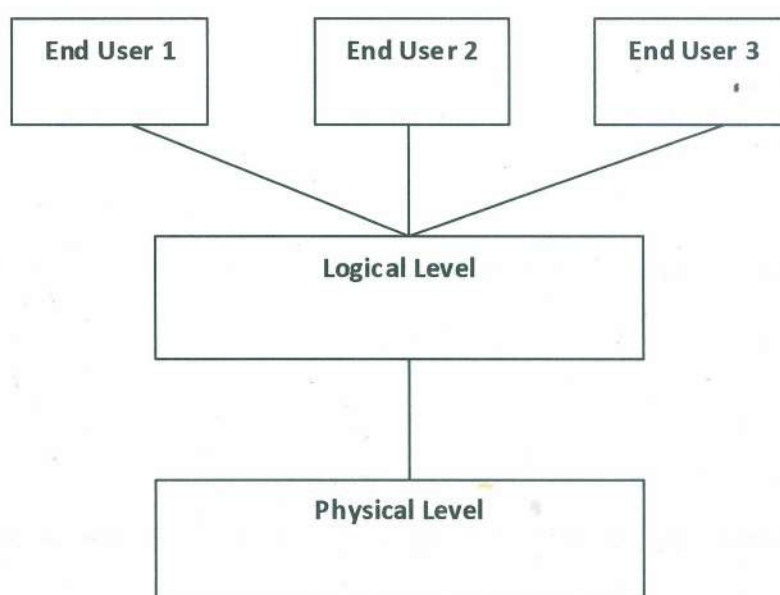 End User 1
End User 2
End User 3
Logical Level
Physical Level